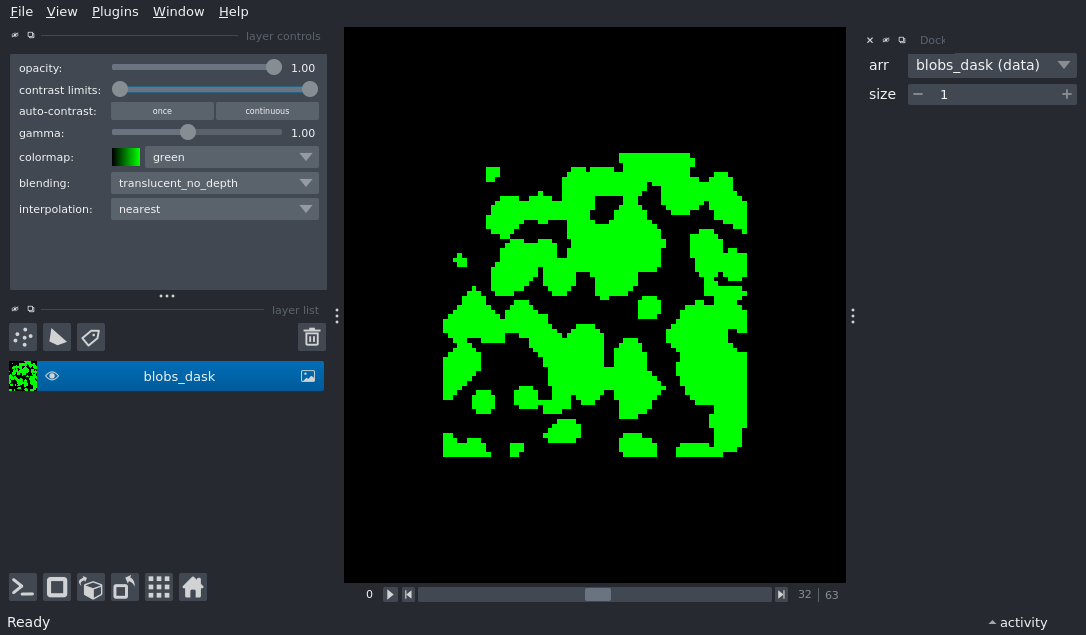 File View Plugins Window Help
layer controls
opacity: 1.00
contrast limits:
auto-contrast: once continuous
gamma: 1.00
colormap: green
blending: translucent_no_depth
interpolation: nearest
layer list
blobs_dask
0 32 63
Ready
Dock
arr blobs_dask (data)
size 1
activity